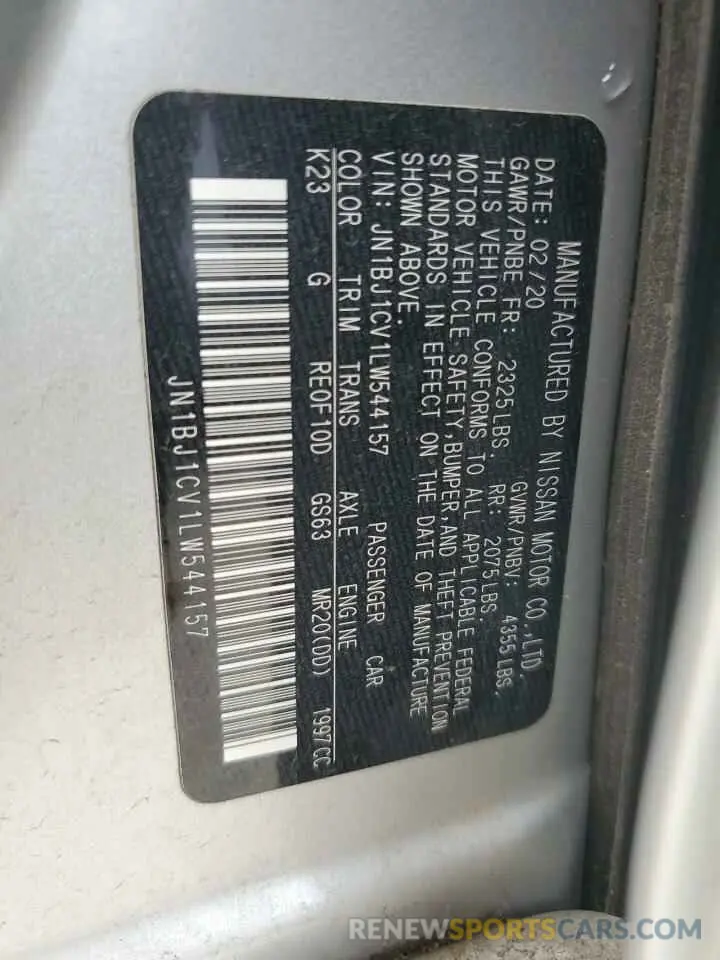 MANUFACTURED BY NISSAN MOTOR CO.,LTD.
DATE: 02/20 GVWR/PNBV: 4355LBS.
GAWR/PNBE FR: 2325LBS. RR: 2075LBS.
THIS VEHICLE CONFORMS TO ALL APPLICABLE FEDERAL
MOTOR VEHICLE SAFETY,BUMPER,AND THEFT PREVENTION
STANDARDS IN EFFECT ON THE DATE OF MANUFACTURE
SHOWN ABOVE.
VIN: JN1BJ1CV1LW544157 PASSENGER CAR
COLOR TRIM TRANS AXLE ENGINE
K23 G RE0F10D GS63 MR20(DD) 1997CC
JN1BJ1CV1LW544157
RENEWSPORTSCARS.COM